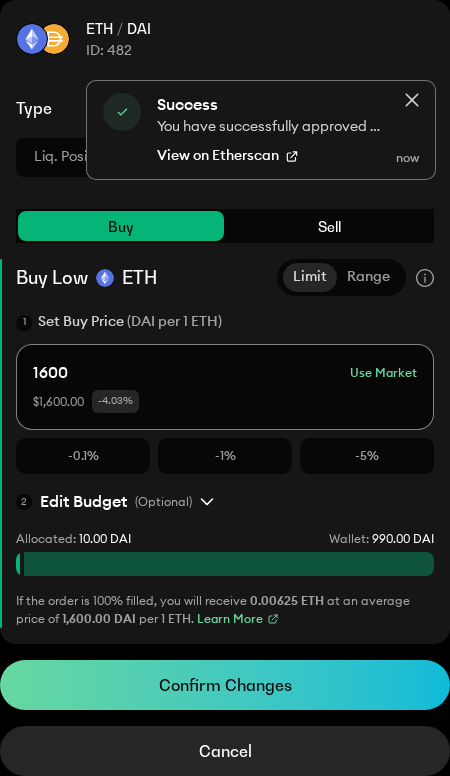 ETH / DAI
ID: 482
Type
Success
You have successfully approved ...
View on Etherscan
now
Liq. Posi
Buy
Sell
Buy Low ETH
Limit
Range
1 Set Buy Price (DAI per 1 ETH)
1600
Use Market
$1,600.00
-4.03%
-0.1%
-1%
-5%
2 Edit Budget (Optional)
Allocated: 10.00 DAI
Wallet: 990.00 DAI
If the order is 100% filled, you will receive 0.00625 ETH at an average
price of 1,600.00 DAI per 1 ETH. Learn More
Confirm Changes
Cancel